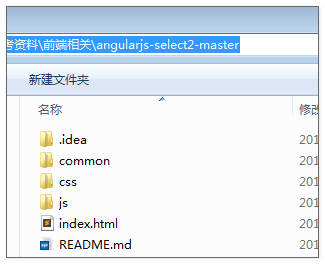 考资料\前端相关\angularjs-select2-master
新建文件夹
名称 修改
.idea 201
common 201
css 201
js 201
index.html 201
README.md 201